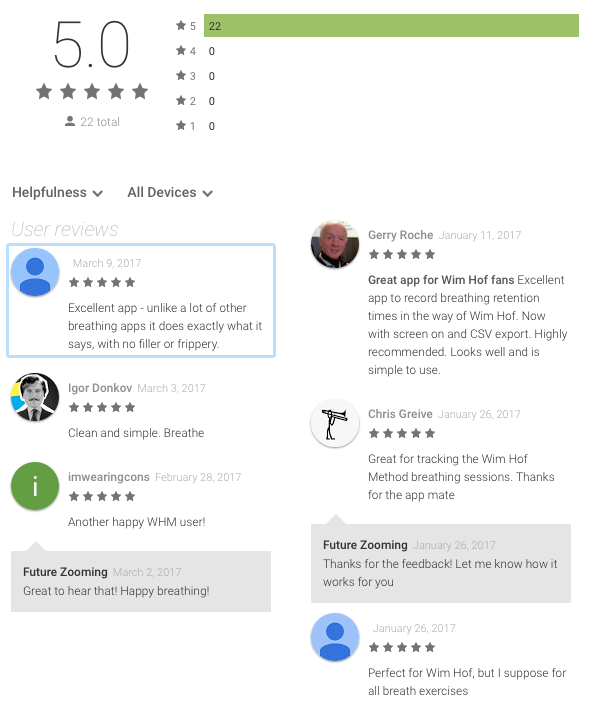 5.0
22 total
5 22
4 0
3 0
2 0
1 0
Helpfulness All Devices
User reviews
March 9, 2017
Excellent app - unlike a lot of other
breathing apps it does exactly what it
says, with no filler or frippery.
Igor Donkov March 3, 2017
Clean and simple. Breathe
i
imwearingcons February 28, 2017
Another happy WHM user!
Future Zooming March 2, 2017
Great to hear that! Happy breathing!
Gerry Roche January 11, 2017
Great app for Wim Hof fans Excellent
app to record breathing retention
times in the way of Wim Hof. Now
with screen on and CSV export. Highly
recommended. Looks well and is
simple to use.
Chris Greive January 26, 2017
Great for tracking the Wim Hof
Method breathing sessions. Thanks
for the app mate
Future Zooming January 26, 2017
Thanks for the feedback! Let me know how it
works for you
January 26, 2017
Perfect for Wim Hof, but I suppose for
all breath exercises